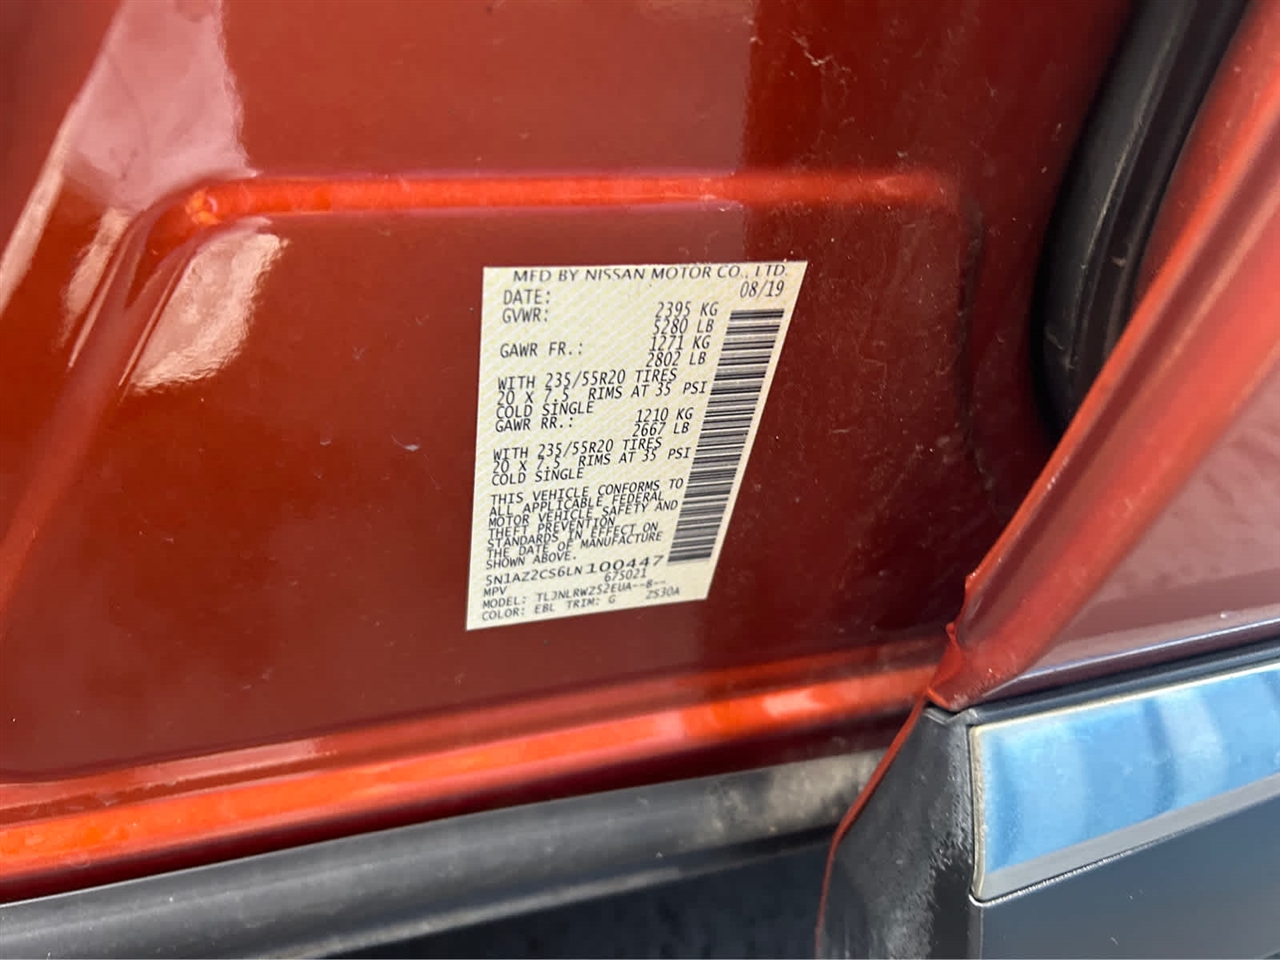 MFD BY NISSAN MOTOR CO., LTD.
DATE: 08/19
GVWR: 2395 KG
5280 LB
GAWR FR.: 1271 KG
2802 LB
WITH 235/55R20 TIRES
20 X 7.5 RIMS AT 35 PSI
COLD SINGLE
GAWR RR.: 1210 KG
2667 LB
WITH 235/55R20 TIRES
20 X 7.5 RIMS AT 35 PSI
COLD SINGLE
THIS VEHICLE CONFORMS TO
ALL APPLICABLE FEDERAL
MOTOR VEHICLE SAFETY AND
THEFT PREVENTION
STANDARDS IN EFFECT ON
THE DATE OF MANUFACTURE
SHOWN ABOVE.
5N1AZ2CS6LN100447
MPV 675021
MODEL: TLJNLRWZ52EUA--B--
COLOR: EBL TRIM: G Z530A